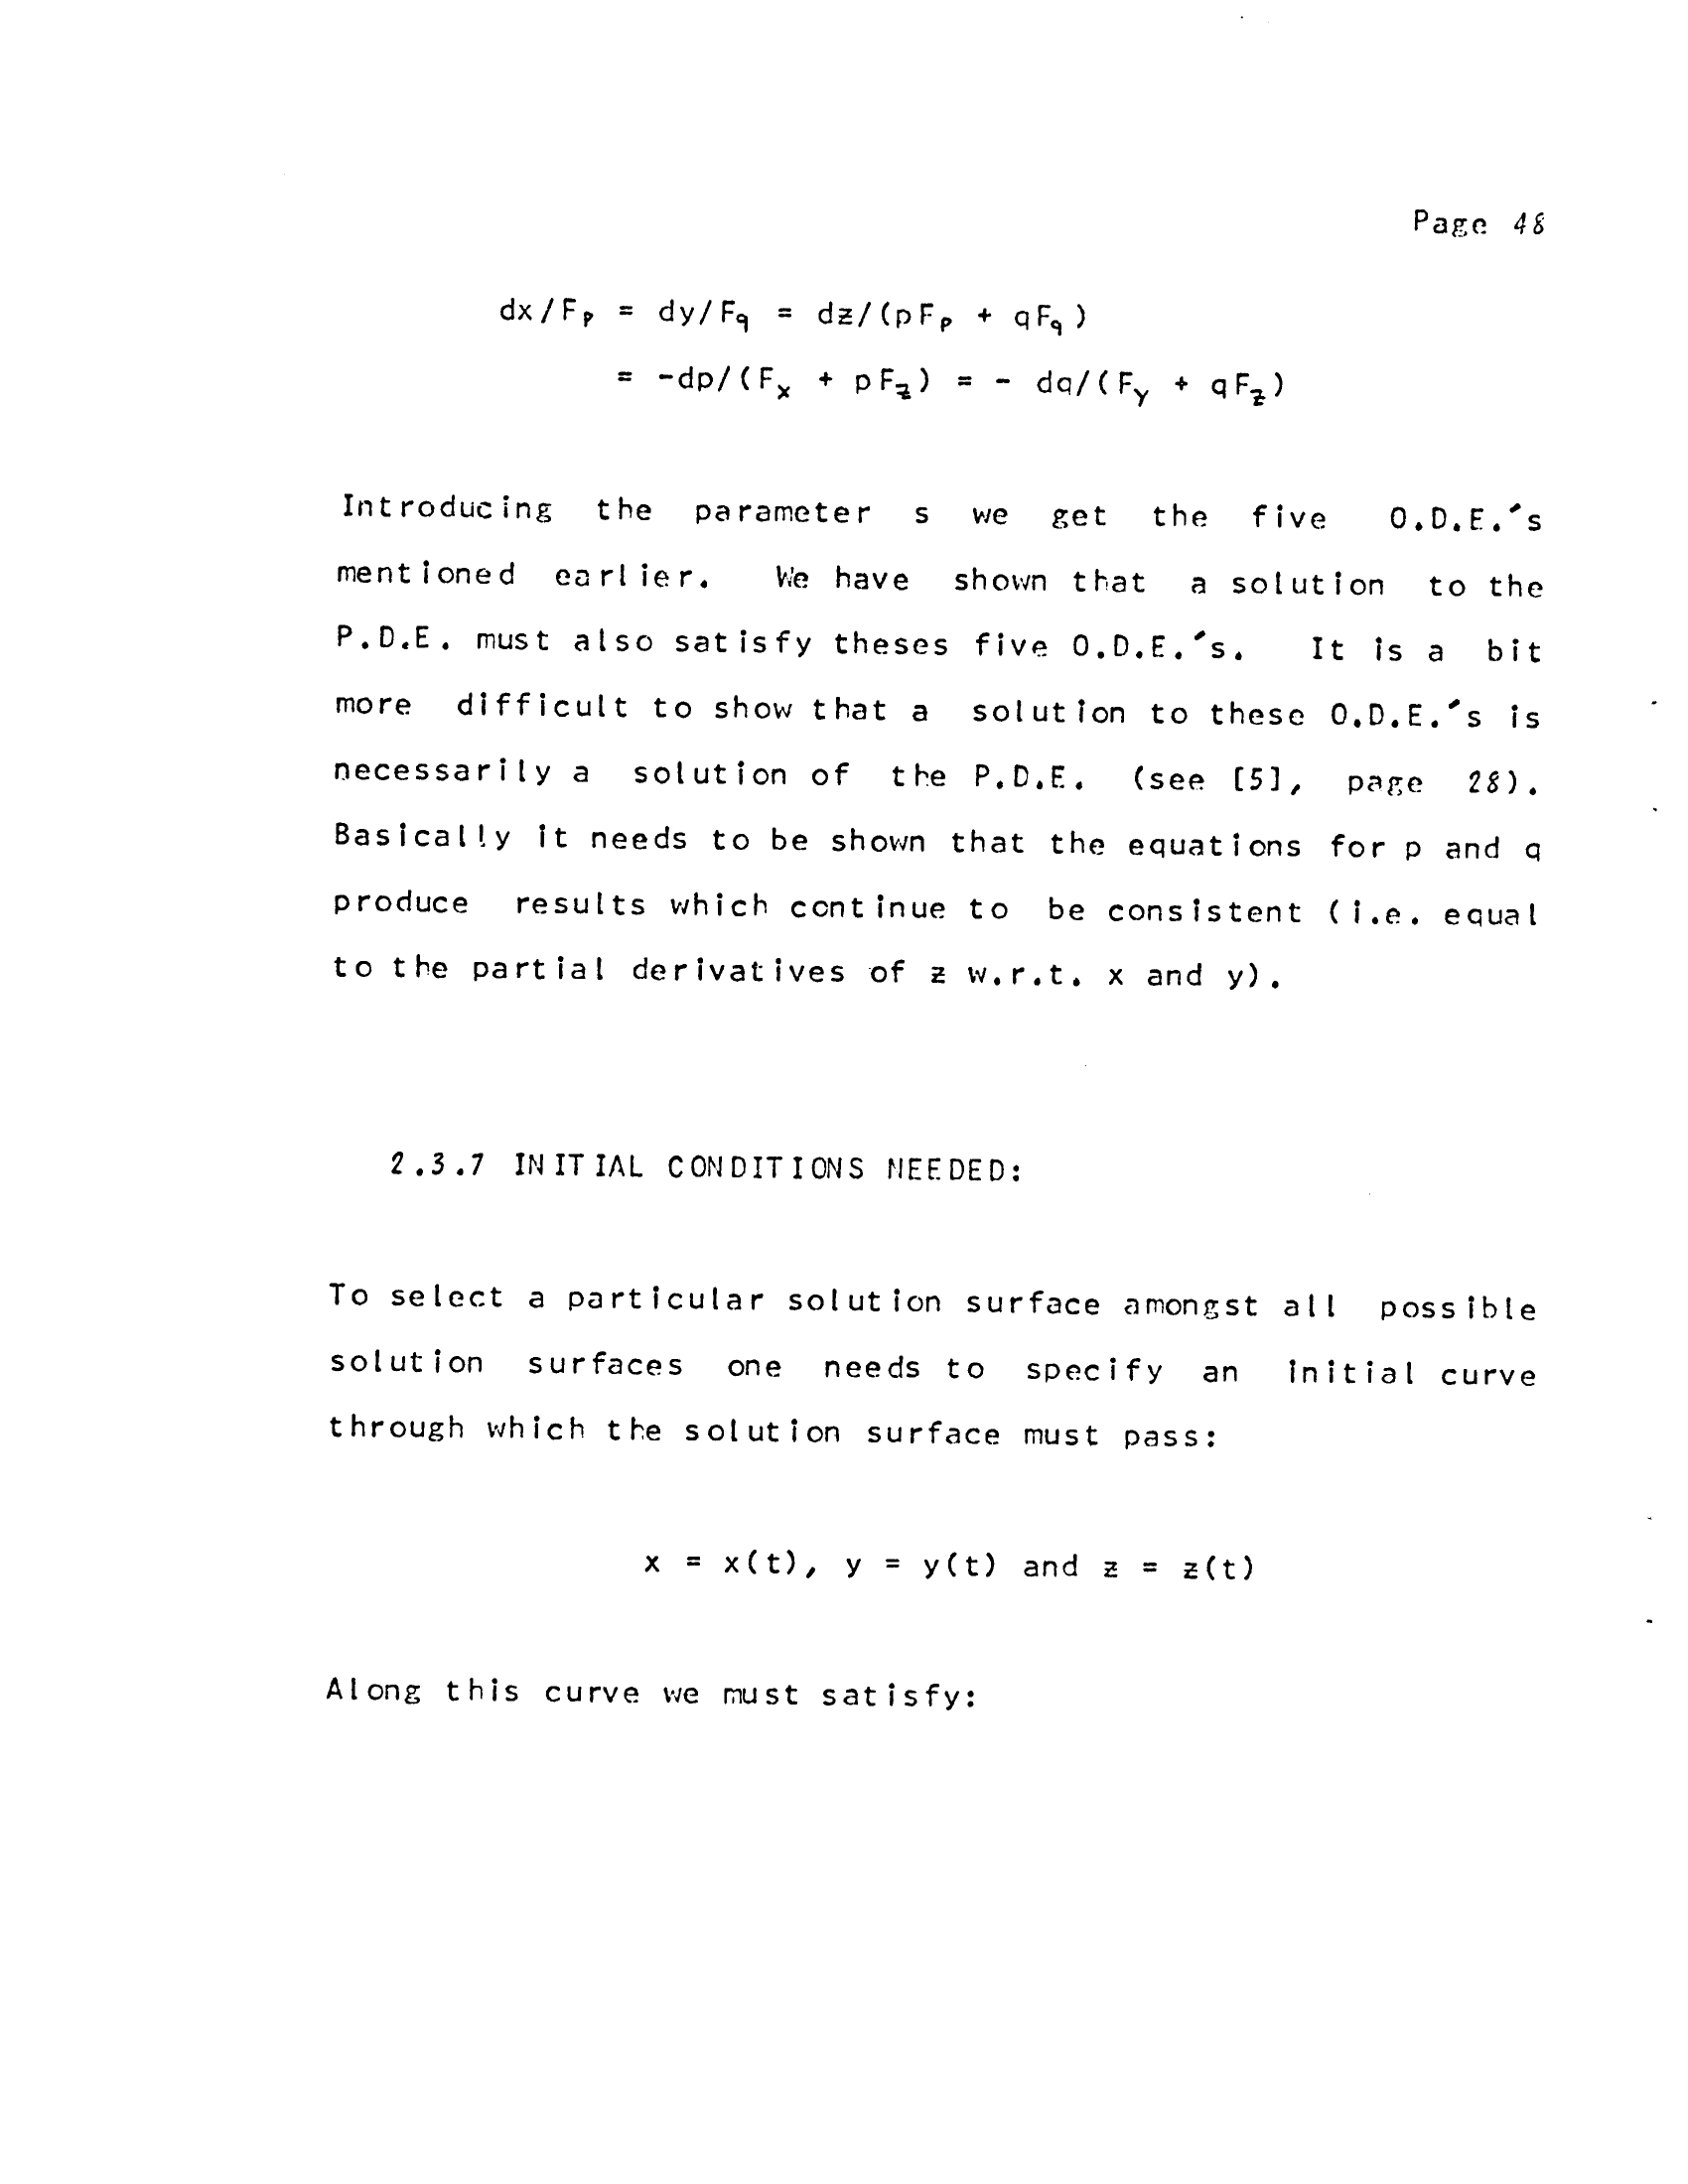 Page 48
dx/Fₚ = dy/F_q = dz/(pFₚ + qF_q)
= -dp/(Fₓ + pF_z) = - dq/(F_y + qF_z)
Introducing the parameter s we get the five O.D.E.'s
mentioned earlier. We have shown that a solution to the
P.D.E. must also satisfy theses five O.D.E.'s. It is a bit
more difficult to show that a solution to these O.D.E.'s is
necessarily a solution of the P.D.E. (see [5], page 28).
Basically it needs to be shown that the equations for p and q
produce results which continue to be consistent (i.e. equal
to the partial derivatives of z w.r.t. x and y).
2.3.7 INITIAL CONDITIONS NEEDED:
To select a particular solution surface amongst all possible
solution surfaces one needs to specify an initial curve
through which the solution surface must pass:
x = x(t), y = y(t) and z = z(t)
Along this curve we must satisfy: